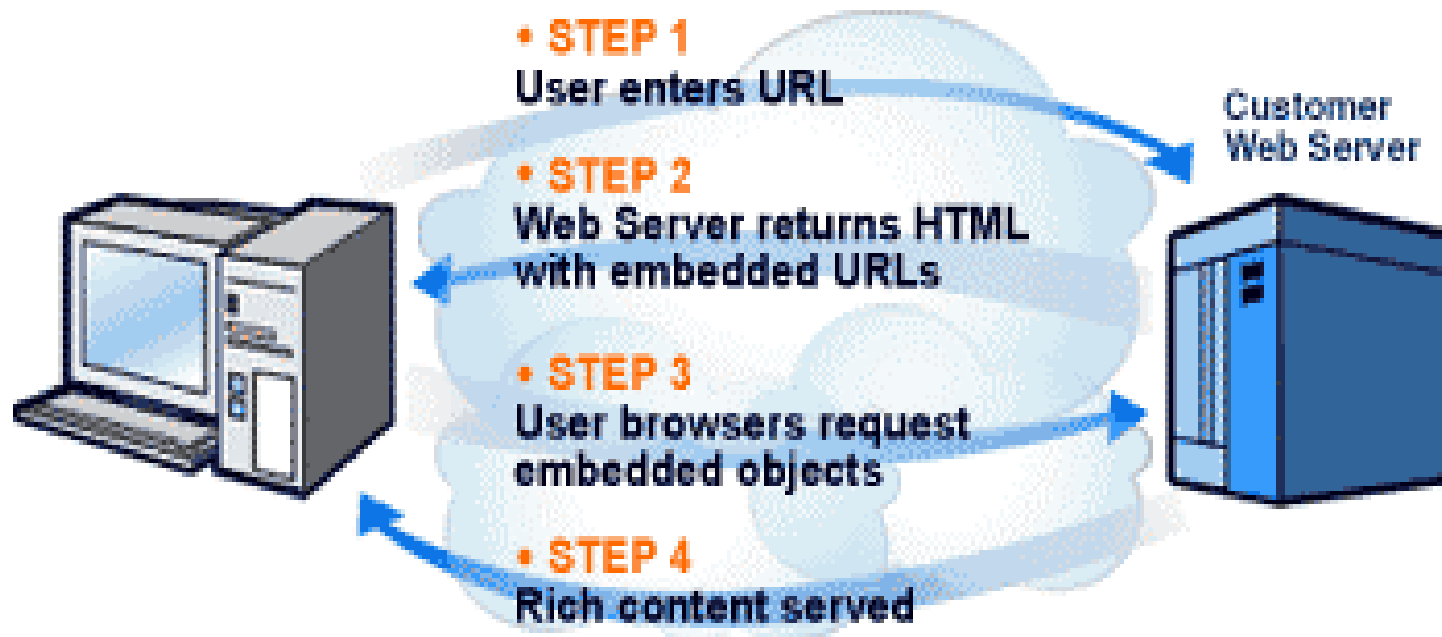 • STEP 1
User enters URL
Customer
Web Server
• STEP 2
Web Server returns HTML
with embedded URLs
• STEP 3
User browsers request
embedded objects
• STEP 4
Rich content served